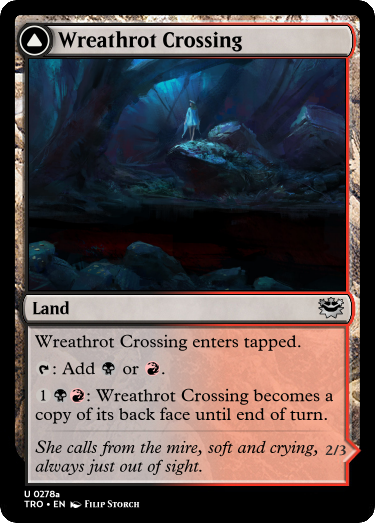 Wreathrot Crossing
Land
Wreathrot Crossing enters tapped.
: Add or .
1 : Wreathrot Crossing becomes a
copy of its back face until end of turn.
She calls from the mire, soft and crying,
always just out of sight.
2/3
U 0278a
TRO • EN Filip Storch